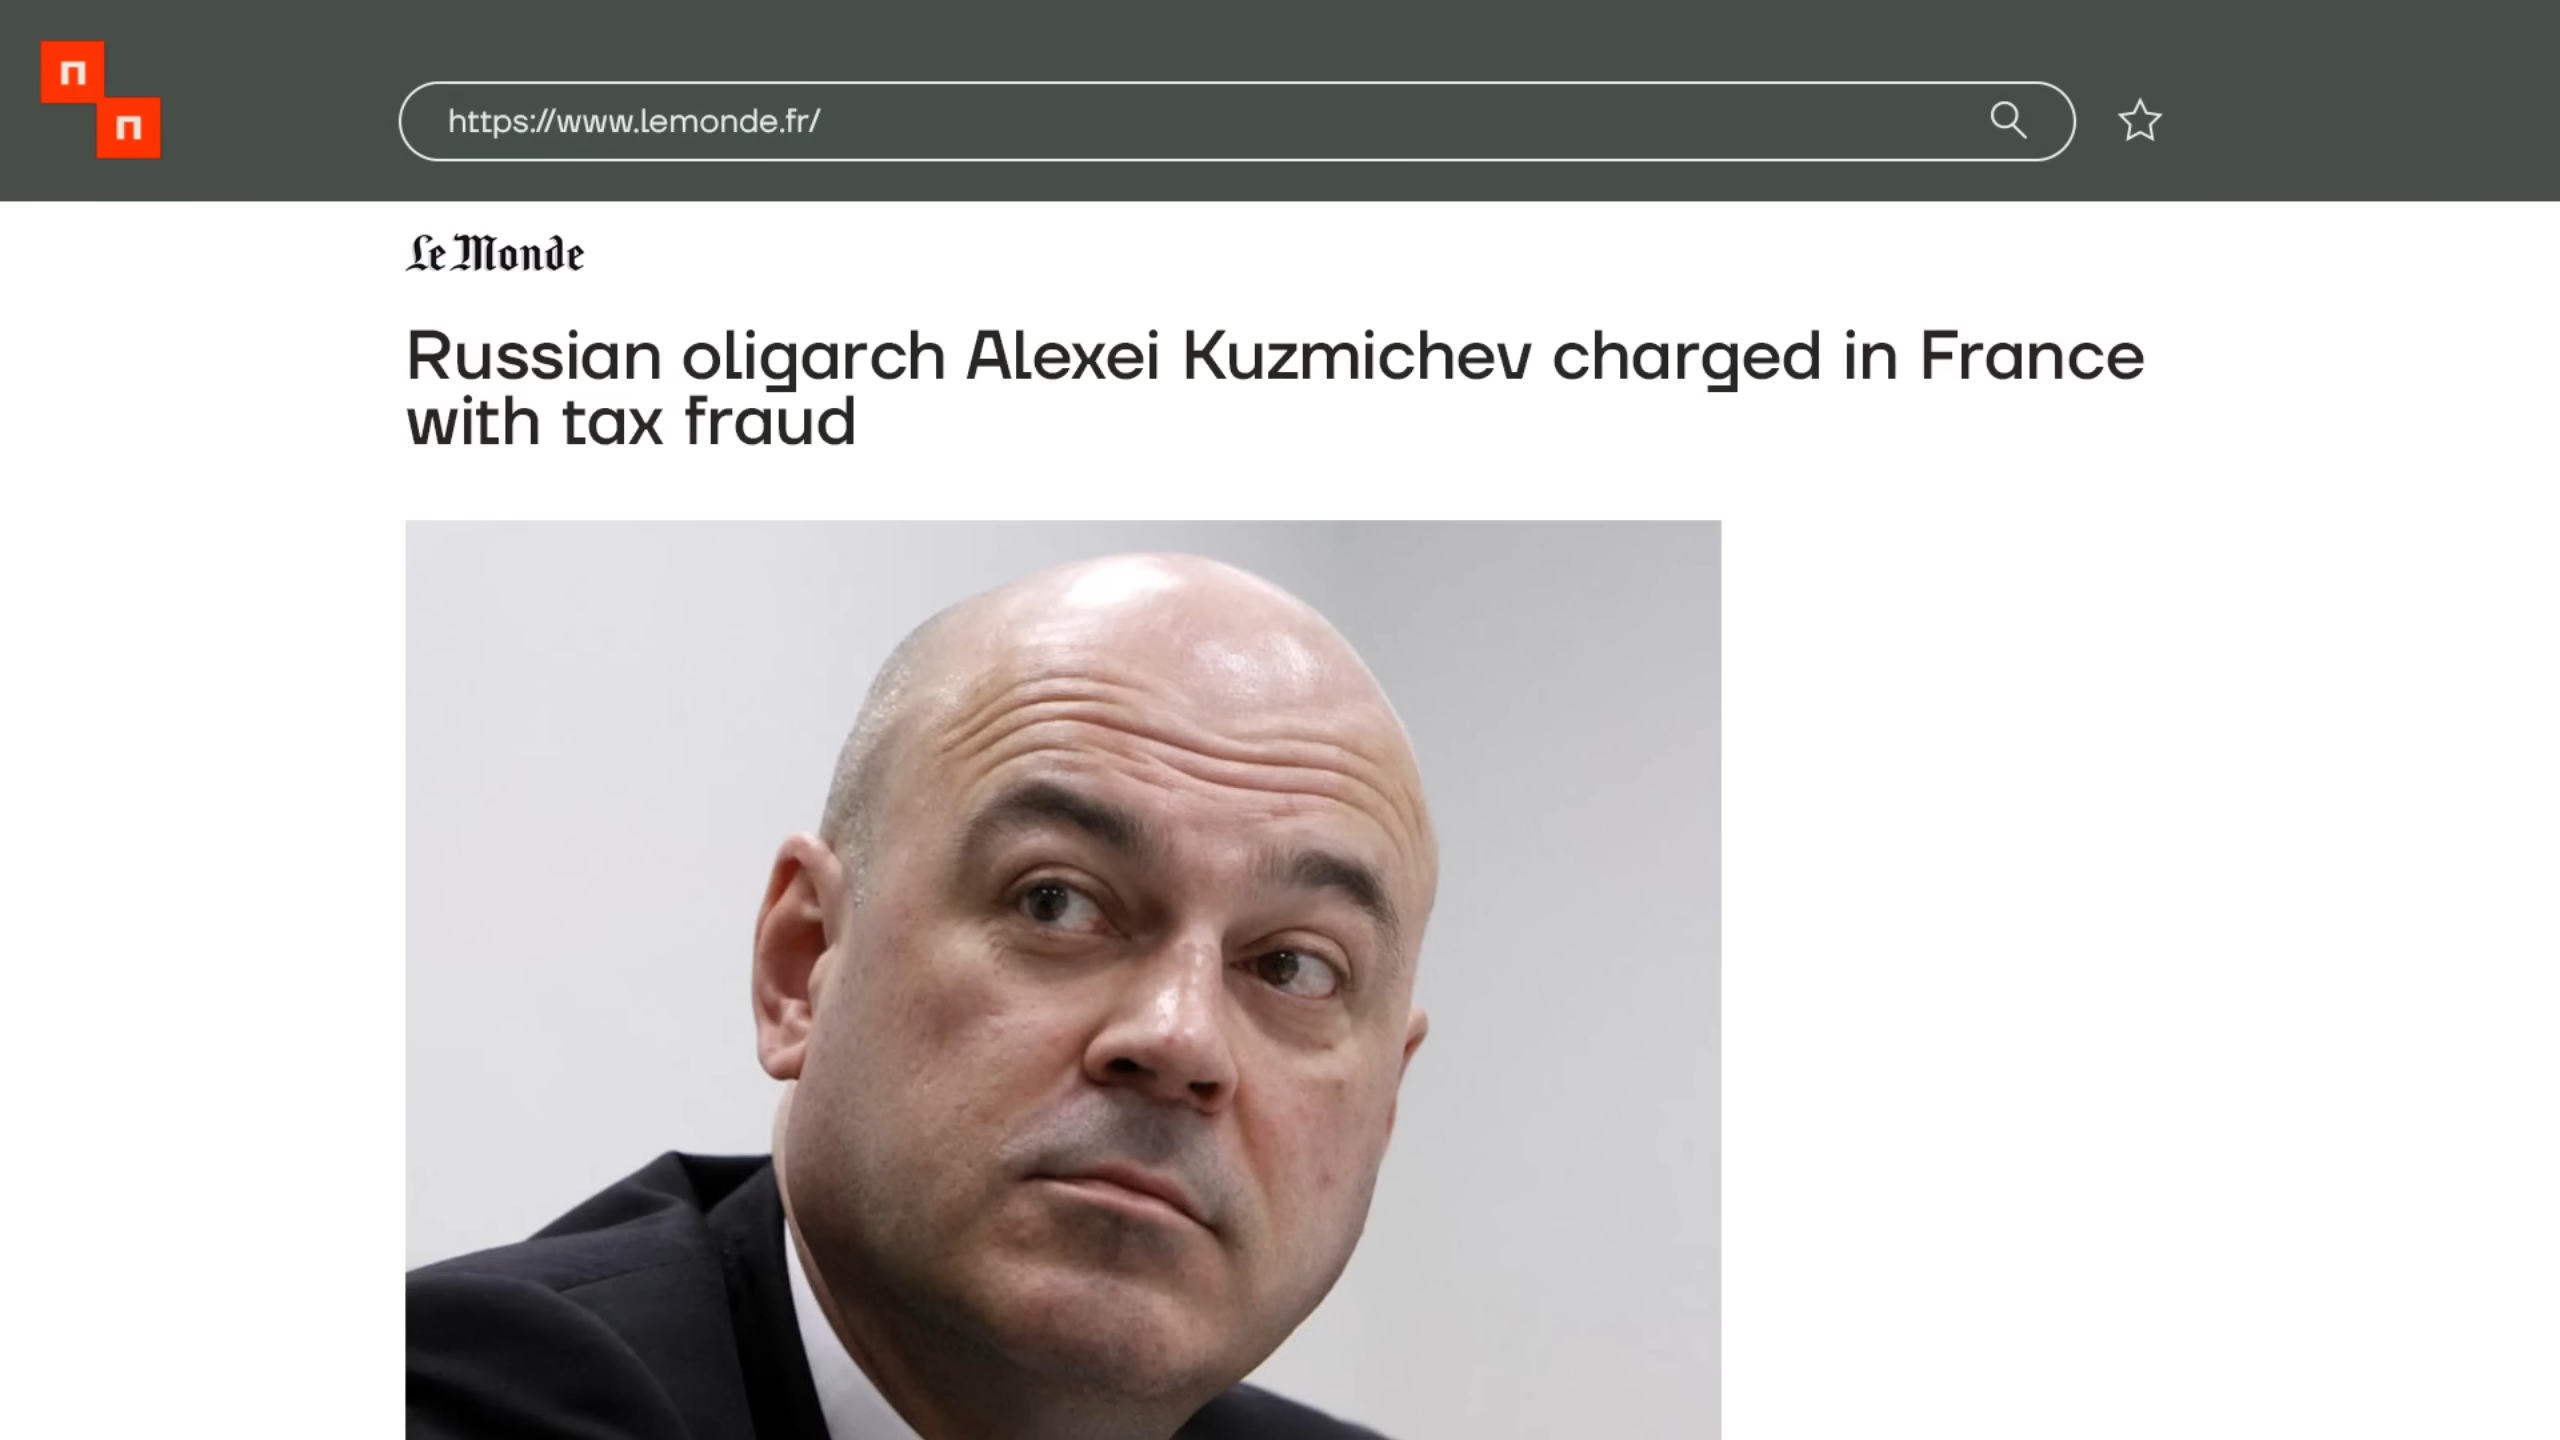 п
п
https://www.lemonde.fr/
Le Monde
Russian oligarch Alexei Kuzmichev charged in France
with tax fraud